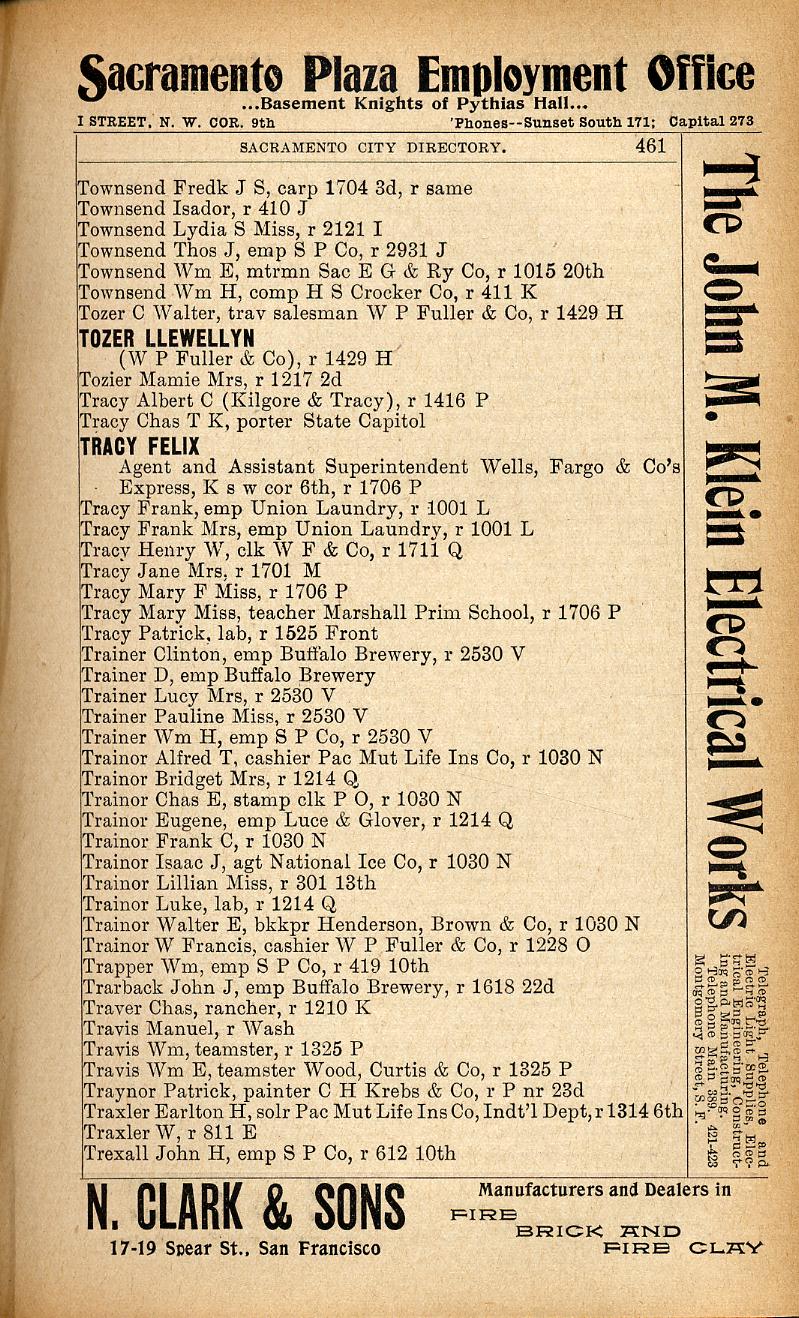 Sacramento Plaza Employment Office
...Basement Knights of Pythias Hall...
I STREET, N. W. COR. 9th 'Phones--Sunset South 171; Capital 273
SACRAMENTO CITY DIRECTORY. 461
Townsend Fredk J S, carp 1704 3d, r same
Townsend Isador, r 410 J
Townsend Lydia S Miss, r 2121 I
Townsend Thos J, emp S P Co, r 2931 J
Townsend Wm E, mtrmn Sac E G & Ry Co, r 1015 20th
Townsend Wm H, comp H S Crocker Co, r 411 K
Tozer C Walter, trav salesman W P Fuller & Co, r 1429 H
TOZER LLEWELLYN
(W P Fuller & Co), r 1429 H
Tozier Mamie Mrs, r 1217 2d
Tracy Albert C (Kilgore & Tracy), r 1416 P
Tracy Chas T K, porter State Capitol
TRACY FELIX
Agent and Assistant Superintendent Wells, Fargo & Co's
Express, K s w cor 6th, r 1706 P
Tracy Frank, emp Union Laundry, r 1001 L
Tracy Frank Mrs, emp Union Laundry, r 1001 L
Tracy Henry W, clk W F & Co, r 1711 Q
Tracy Jane Mrs, r 1701 M
Tracy Mary F Miss, r 1706 P
Tracy Mary Miss, teacher Marshall Prim School, r 1706 P
Tracy Patrick, lab, r 1525 Front
Trainer Clinton, emp Buffalo Brewery, r 2530 V
Trainer D, emp Buffalo Brewery
Trainer Lucy Mrs, r 2530 V
Trainer Pauline Miss, r 2530 V
Trainer Wm H, emp S P Co, r 2530 V
Trainor Alfred T, cashier Pac Mut Life Ins Co, r 1030 N
Trainor Bridget Mrs, r 1214 Q
Trainor Chas E, stamp clk P O, r 1030 N
Trainor Eugene, emp Luce & Glover, r 1214 Q
Trainor Frank C, r 1030 N
Trainor Isaac J, agt National Ice Co, r 1030 N
Trainor Lillian Miss, r 301 13th
Trainor Luke, lab, r 1214 Q
Trainor Walter E, bkkpr Henderson, Brown & Co, r 1030 N
Trainor W Francis, cashier W P Fuller & Co, r 1228 O
Trapper Wm, emp S P Co, r 419 10th
Trarback John J, emp Buffalo Brewery, r 1618 22d
Traver Chas, rancher, r 1210 K
Travis Manuel, r Wash
Travis Wm, teamster, r 1325 P
Travis Wm E, teamster Wood, Curtis & Co, r 1325 P
Traynor Patrick, painter C H Krebs & Co, r P nr 23d
Traxler Earlton H, solr Pac Mut Life Ins Co, Indt'l Dept, r 1314 6th
Traxler W, r 811 E
Trexall John H, emp S P Co, r 612 10th
The John M. Klein Electrical Works
Telegraph, Telephone and
Electric Light Supplies, Elec-
trical Engineering, Construct-
ing and Manufacturing.
Telephone Main 389. 421-423
Montgomery Street, S. F.
N. CLARK & SONS
17-19 Spear St., San Francisco
Manufacturers and Dealers in
FIRE
BRICK AND
FIRE CLAY